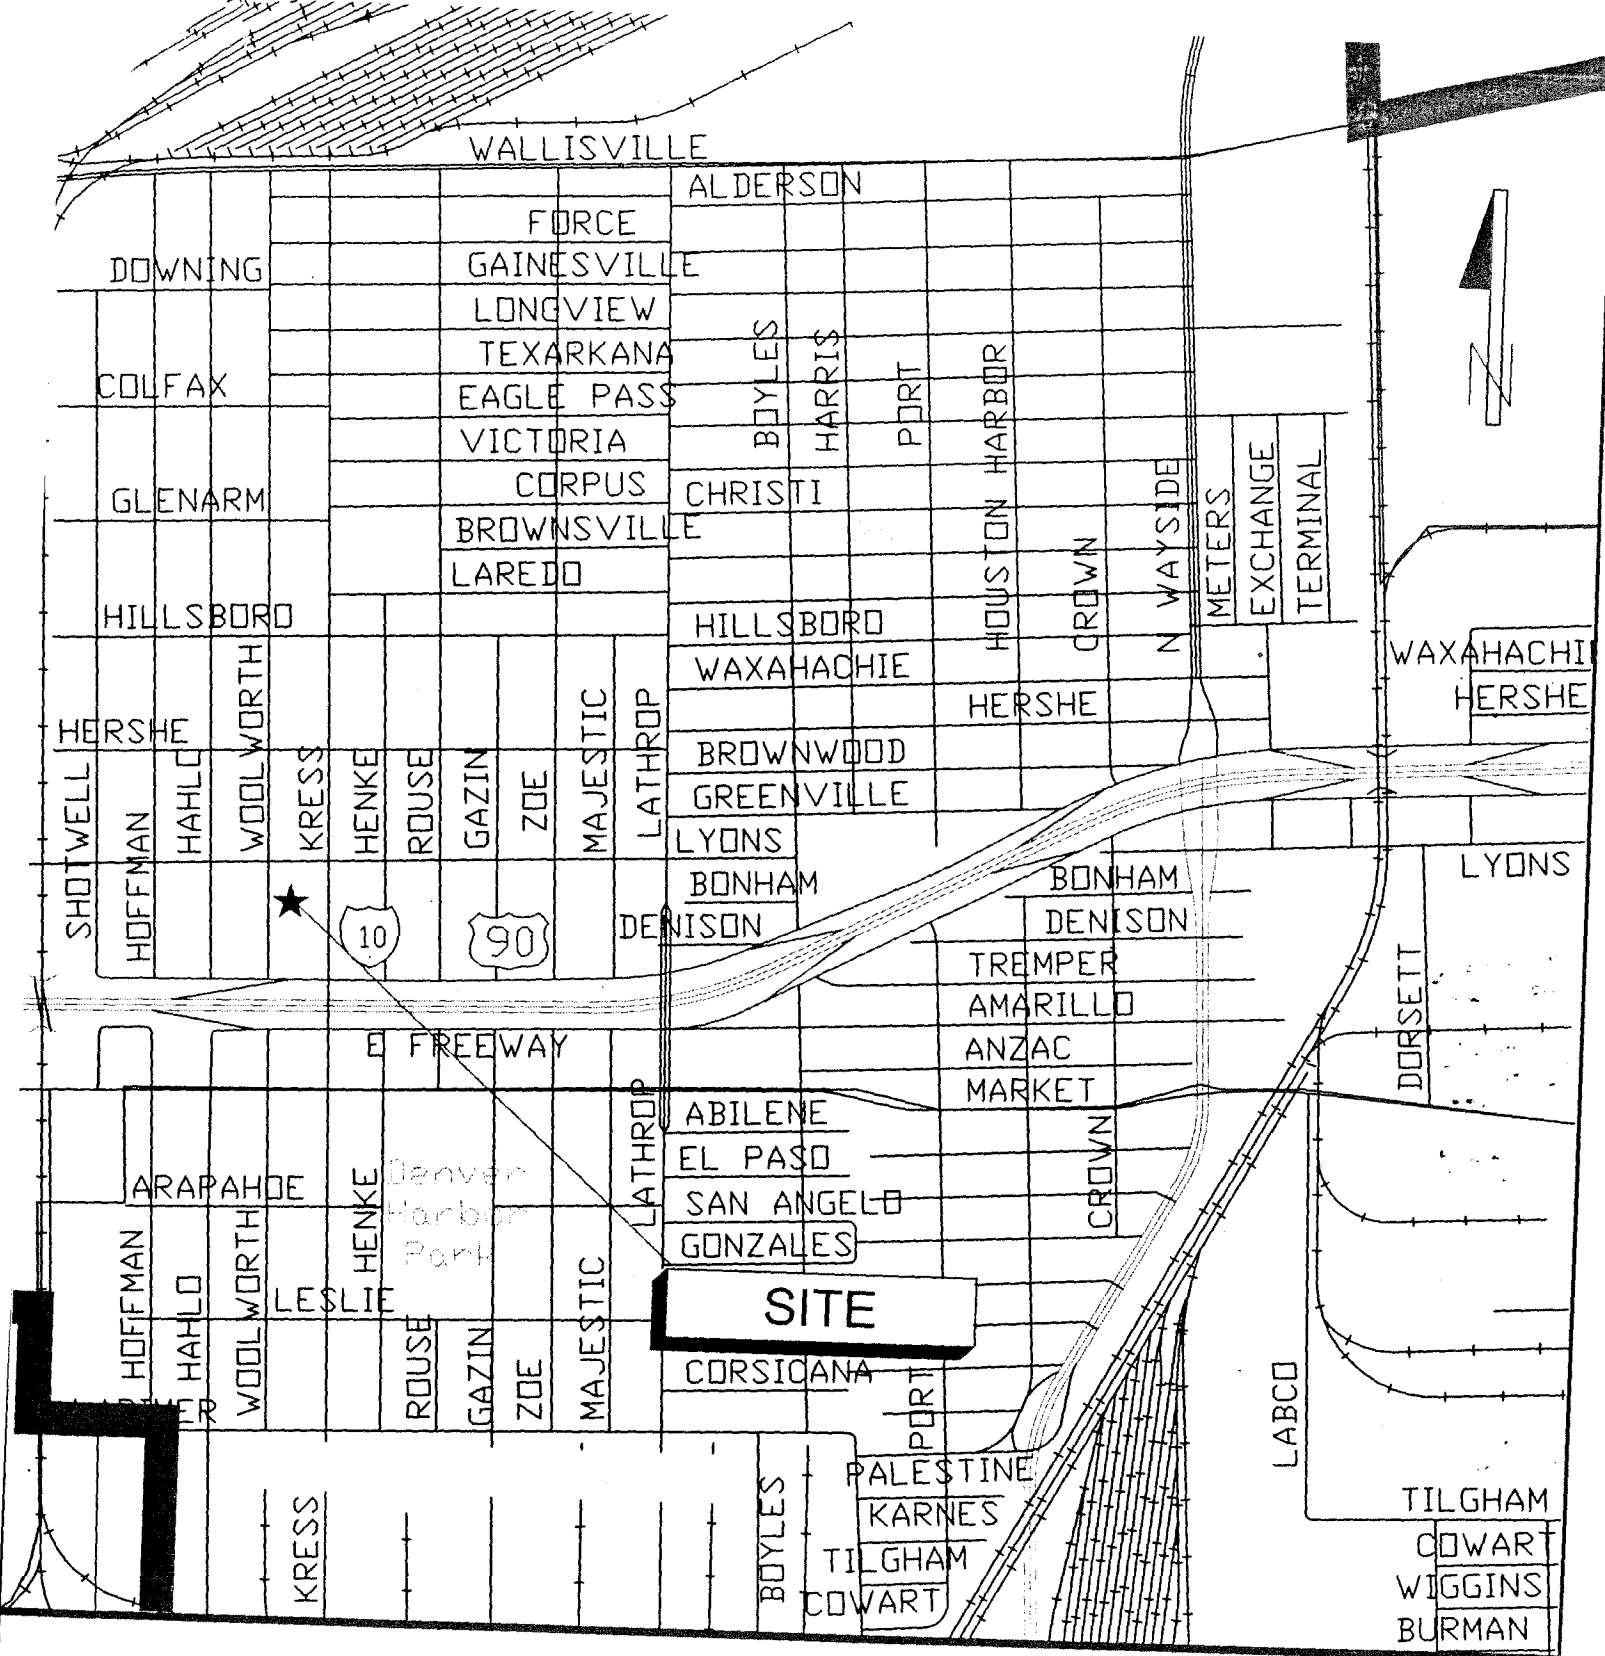 WALLISVILLE
ALDERSON
FORCE
DOWNING
GAINESVILLE
LONGVIEW
TEXARKANA
COLFAX
EAGLE PASS
BOYLES
HARRIS
PORT
HOUSTON HARBOR
VICTORIA
CORPUS CHRISTI
GLENARM
BROWNSVILLE
N WAYSIDE
METERS
EXCHANGE
TERMINAL
CROWN
LAREDO
HILLSBORO
HILLSBORO
WAXAHACHIE
WAXAHACHI
HERSHE
HERSHE
HERSHE
BROWNWOOD
GREENVILLE
SHOTWELL
HOFFMAN
HAHLO
WOOLWORTH
KRESS
HENKE
ROUSE
GAZIN
ZOE
MAJESTIC
LATHROP
LYONS
LYONS
BONHAM
BONHAM
10
90
DENISON
DENISON
TREMPER
AMARILLO
DORSETT
E FREEWAY
ANZAC
MARKET
LATHROP
ABILENE
EL PASO
CROWN
ARAPAHOE
HENKE
Denver
Harbor
Park
SAN ANGELO
GONZALES
HOFFMAN
HAHLO
WOOLWORTH
LESLIE
SITE
ROUSE
GAZIN
ZOE
MAJESTIC
CORSICANA
PORT
LABCO
PALESTINE
KRESS
BOYLES
KARNES
TILGHAM
TILGHAM
COWART
COWART
WIGGINS
BURMAN
N